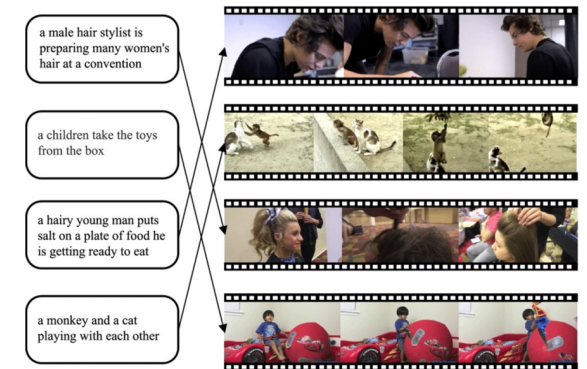 a male hair stylist is
preparing many women's
hair at a convention
a children take the toys
from the box
a hairy young man puts
salt on a plate of food he
is getting ready to eat
a monkey and a cat
playing with each other